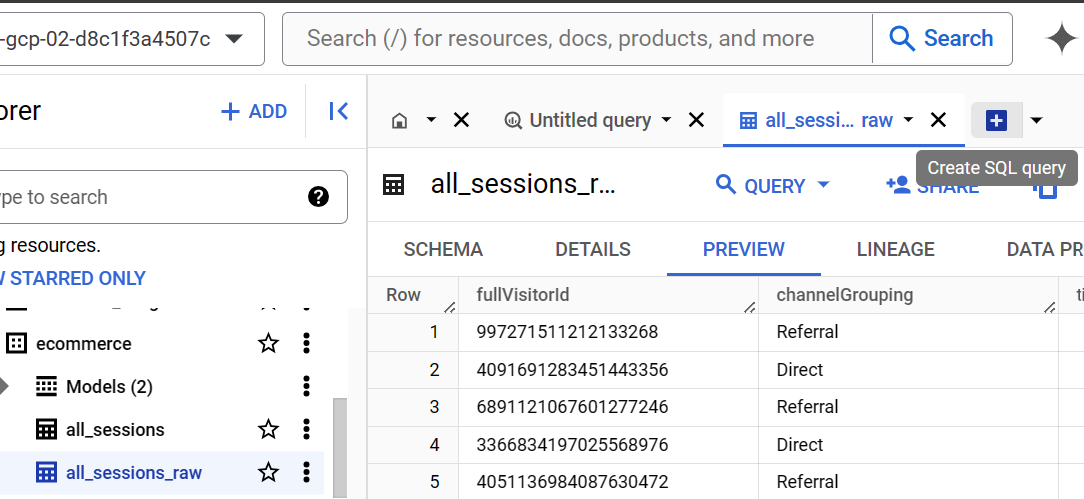 -gcp-02-d8c1f3a4507c
Search (/) for resources, docs, products, and more
Search
orer
ADD
Untitled query
all_sessi... raw
Create SQL query
ype to search
all_sessions_r...
QUERY
SHARE
g resources.
STARRED ONLY
SCHEMA
DETAILS
PREVIEW
LINEAGE
DATA PR
Row
fullVisitorId
channelGrouping
ti
1
997271511212133268
Referral
ecommerce
2
4091691283451443356
Direct
Models (2)
3
6891121067601277246
Referral
all_sessions
4
3366834197025568976
Direct
all_sessions_raw
5
4051136984087630472
Referral